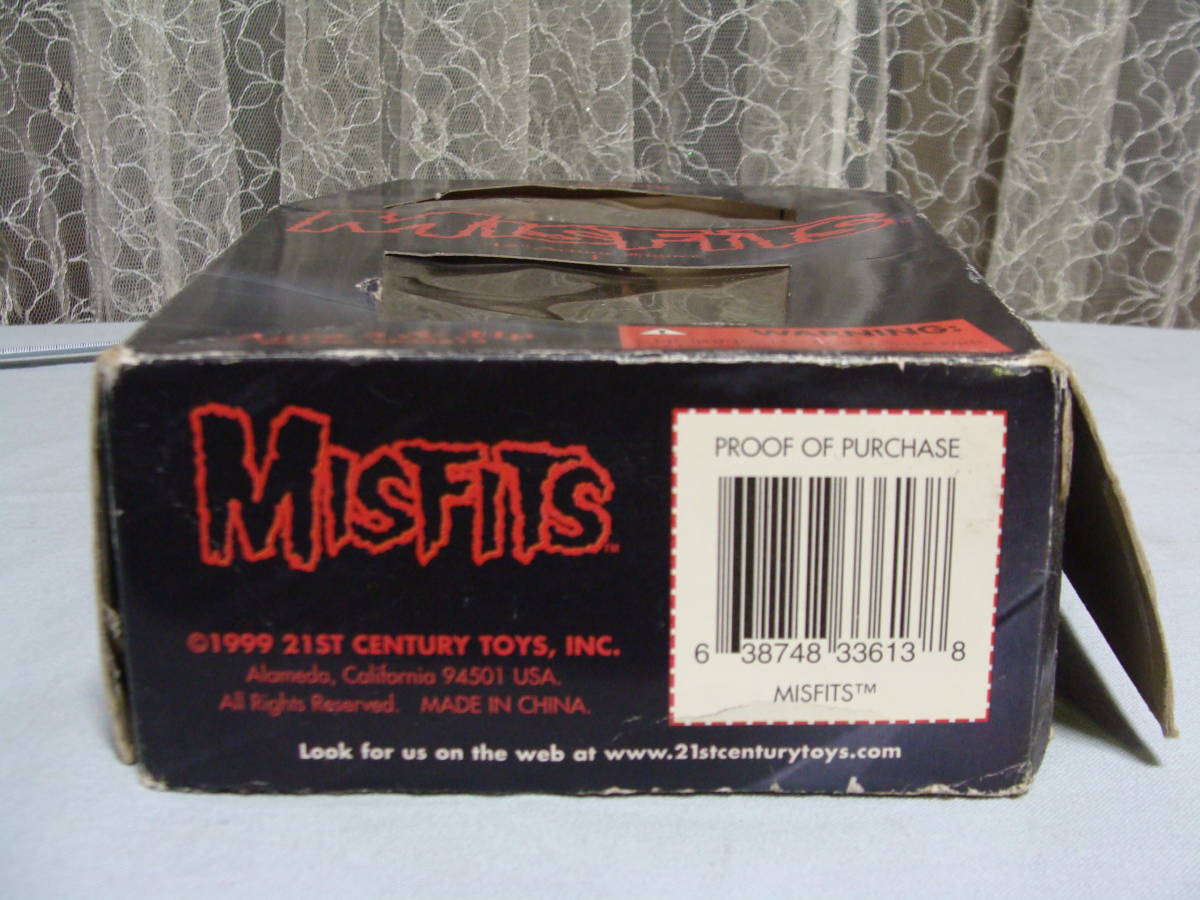 MISFITS
WARNING:
MISFITS™
©1999 21ST CENTURY TOYS, INC.
Alameda, California 94501 USA.
All Rights Reserved. MADE IN CHINA.
Look for us on the web at www.21stcenturytoys.com
PROOF OF PURCHASE
6 38748 33613 8
MISFITS™